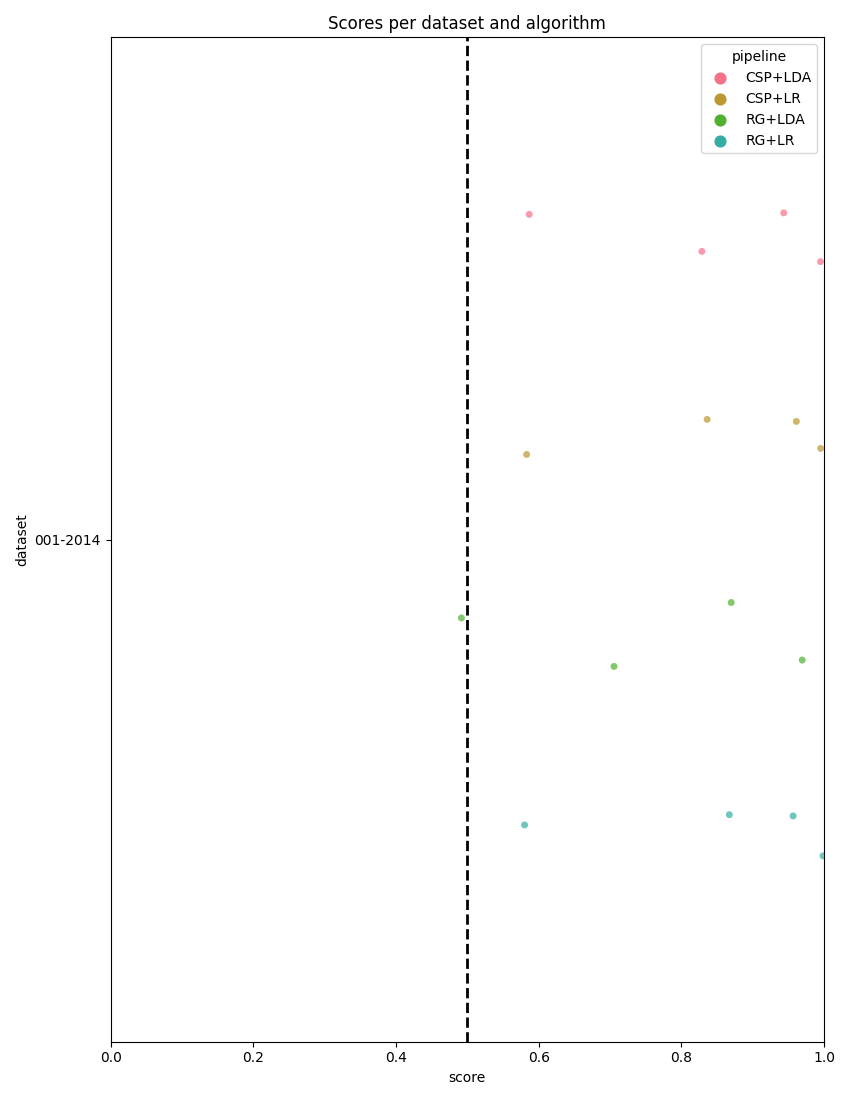 Scores per dataset and algorithm
pipeline
CSP+LDA
CSP+LR
RG+LDA
RG+LR
dataset
001-2014
0.0 0.2 0.4 0.6 0.8 1.0
score